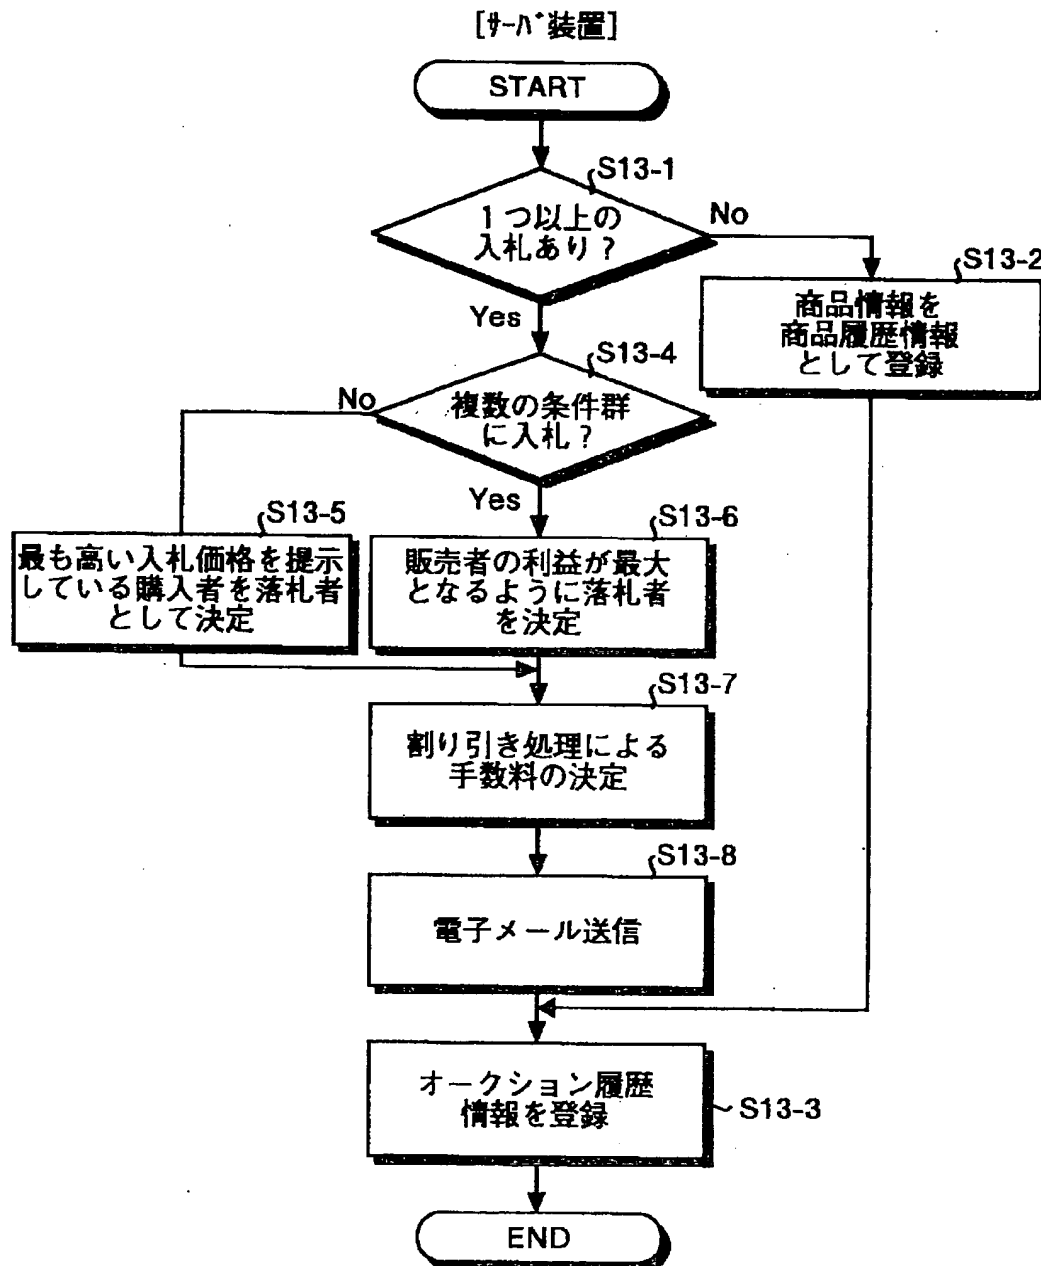 [ｻｰﾊﾞ装置]
START
S13-1
1つ以上の
入札あり?
No
Yes
S13-2
商品情報を
商品履歴情報
として登録
S13-4
複数の条件群
に入札?
No
Yes
S13-5
最も高い入札価格を提示
している購入者を落札者
として決定
S13-6
販売者の利益が最大
となるように落札者
を決定
S13-7
割り引き処理による
手数料の決定
S13-8
電子メール送信
オークション履歴
情報を登録
S13-3
END